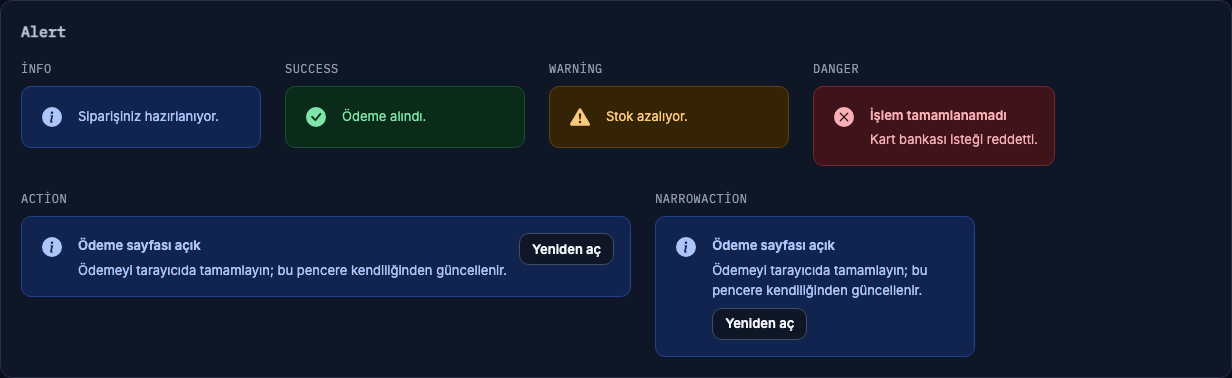 Alert
İNFO
SUCCESS
WARNİNG
DANGER
Siparişiniz hazırlanıyor.
Ödeme alındı.
Stok azalıyor.
İşlem tamamlanamadı
Kart bankası isteği reddetti.
ACTİON
NARROWACTİON
Ödeme sayfası açık
Ödemeyi tarayıcıda tamamlayın; bu pencere kendiliğinden güncellenir.
Yeniden aç
Ödeme sayfası açık
Ödemeyi tarayıcıda tamamlayın; bu
pencere kendiliğinden güncellenir.
Yeniden aç